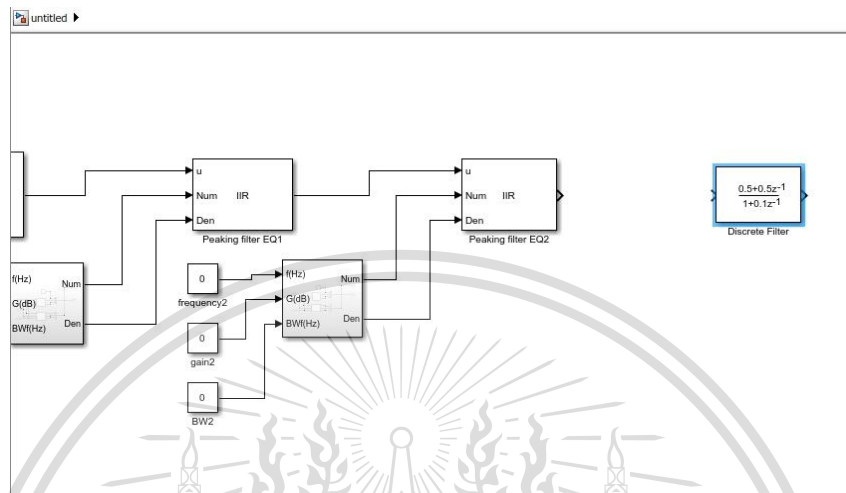 untitled
u
Num IIR
Den
Peaking filter EQ1
u
Num IIR
Den
Peaking filter EQ2
0.5+0.5z-1
1+0.1z-1
Discrete Filter
f(Hz)
G(dB)
BWf(Hz)
Num
Den
0
frequency2
0
gain2
0
BW2
f(Hz)
G(dB)
BWf(Hz)
Num
Den